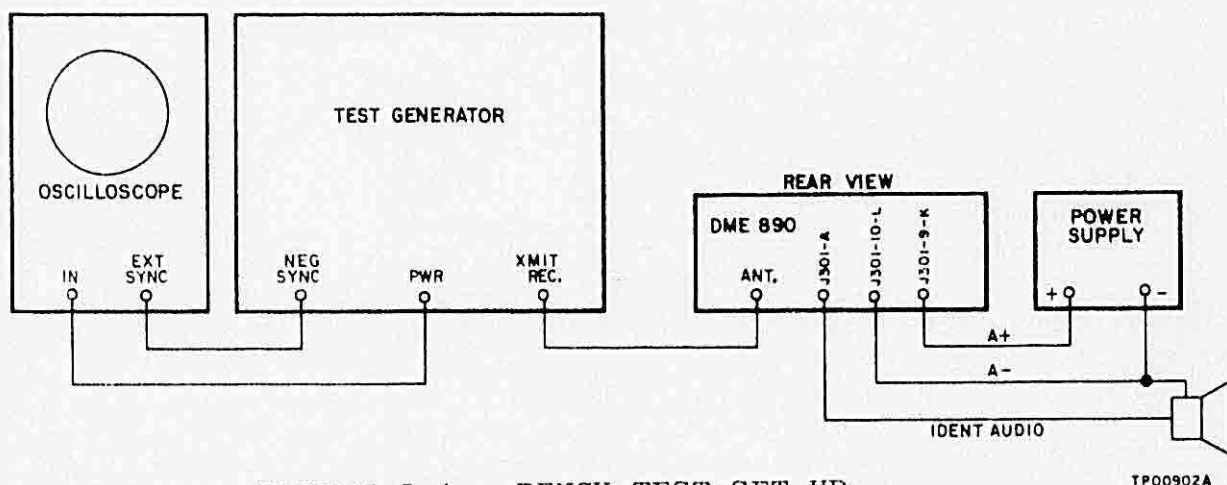 OSCILLOSCOPE
IN
EXT
SYNC
TEST GENERATOR
NEG
SYNC
PWR
XMIT
REC.
REAR VIEW
DME 890
ANT.
J301-A
J301-10-L
J301-9-K
POWER
SUPPLY
+
-
A+
A-
IDENT AUDIO
BENCH TEST SET UP
TP00902A